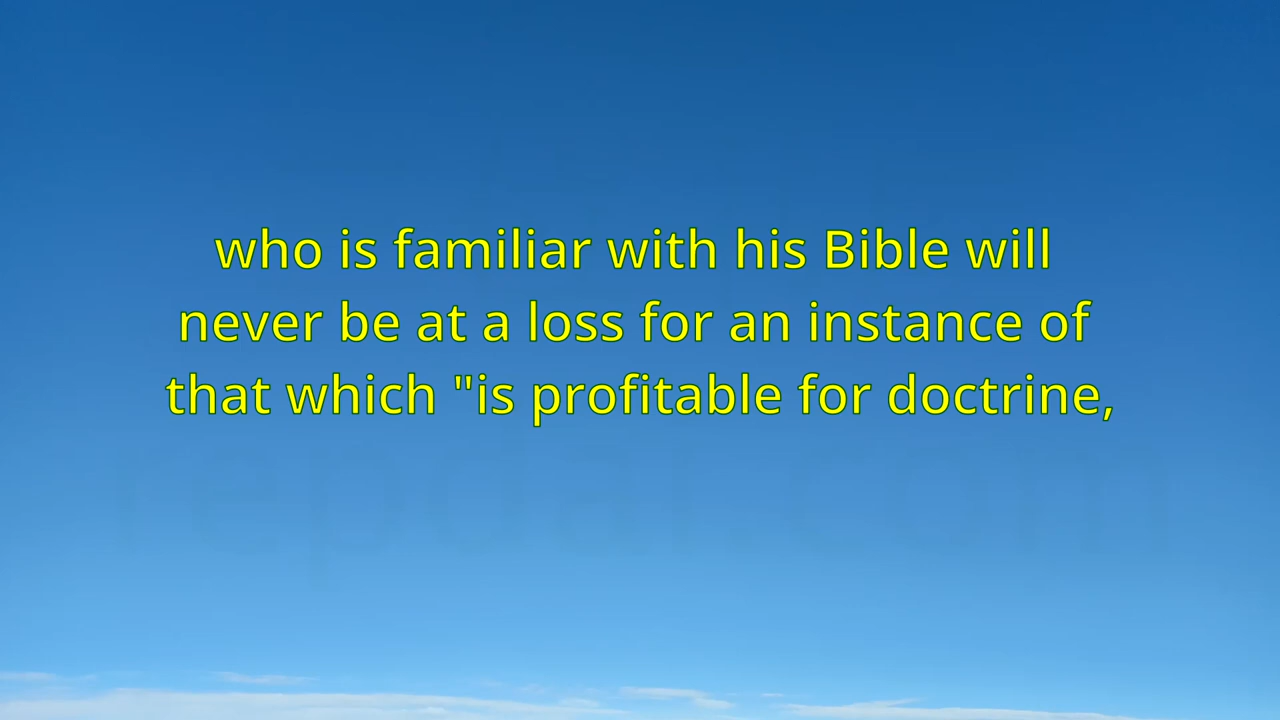 who is familiar with his Bible will
never be at a loss for an instance of
that which "is profitable for doctrine,